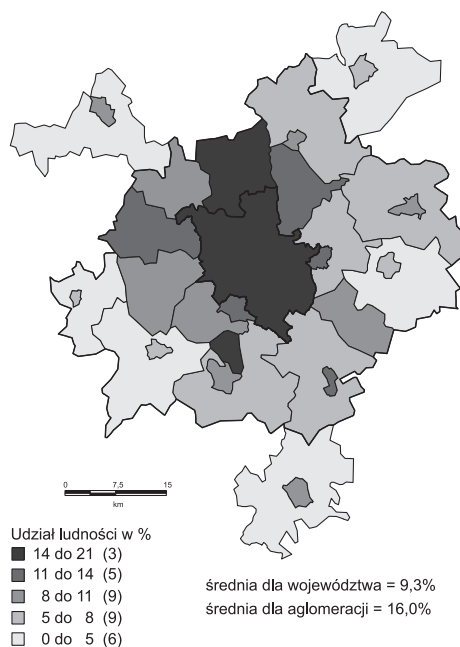 0 7,5 15
km
Udział ludności w %
14 do 21 (3)
11 do 14 (5)
8 do 11 (9)
5 do 8 (9)
0 do 5 (6)
średnia dla województwa = 9,3%
średnia dla aglomeracji = 16,0%